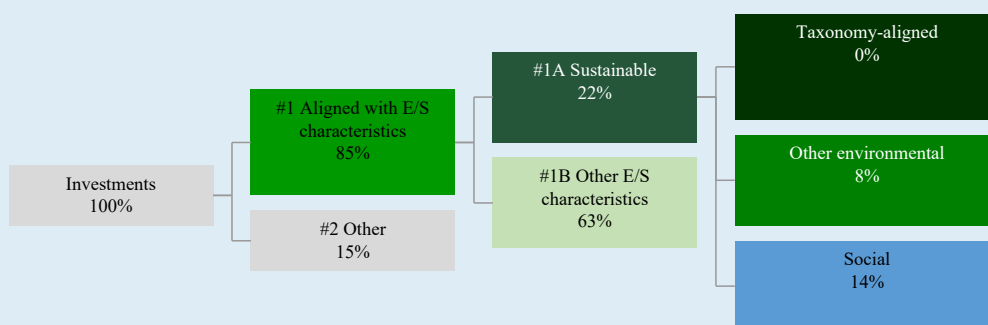 Investments
100%
#1 Aligned with E/S
characteristics
85%
#2 Other
15%
#1A Sustainable
22%
#1B Other E/S
characteristics
63%
Taxonomy-aligned
0%
Other environmental
8%
Social
14%